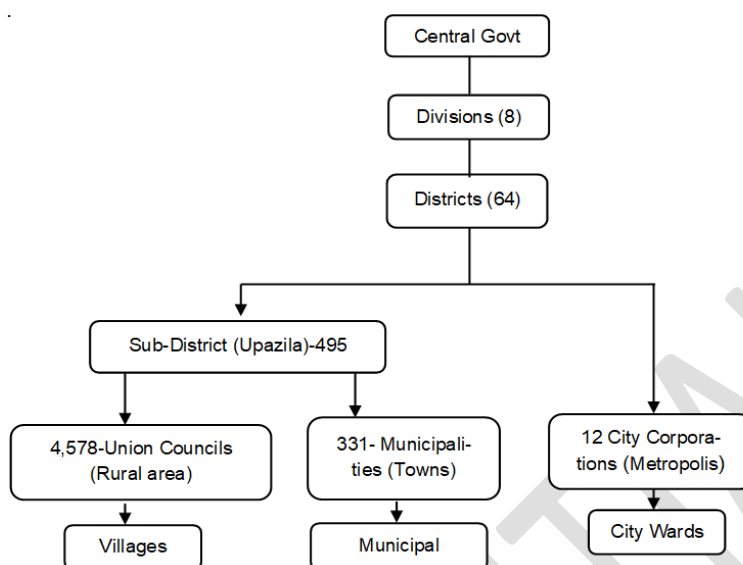 .
Central Govt
Divisions (8)
Districts (64)
Sub-District (Upazila)-495
4,578-Union Councils
(Rural area)
331- Municipali-
ties (Towns)
12 City Corpora-
tions (Metropolis)
Villages
Municipal
City Wards